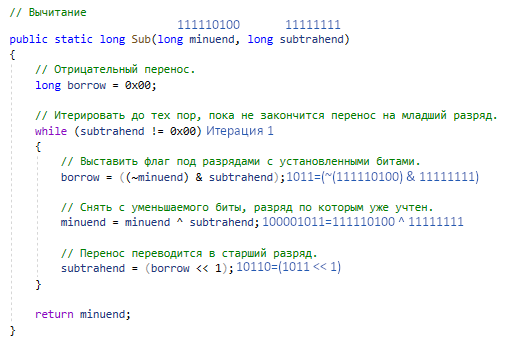 // Вычитание
111110100 11111111
public static long Sub(long minuend, long subtrahend)
{
// Отрицательный перенос.
long borrow = 0x00;
// Итерировать до тех пор, пока не закончится перенос на младший разряд.
while (subtrahend != 0x00) Итерация 1
{
// Выставить флаг под разрядами с установленными битами.
borrow = ((~minuend) & subtrahend);1011=(~(111110100) & 11111111)
// Снять с уменьшаемого биты, разряд по которым уже учтен.
minuend = minuend ^ subtrahend;100001011=111110100 ^ 11111111
// Перенос переводится в старший разряд.
subtrahend = (borrow << 1);10110=(1011 << 1)
}
return minuend;
}